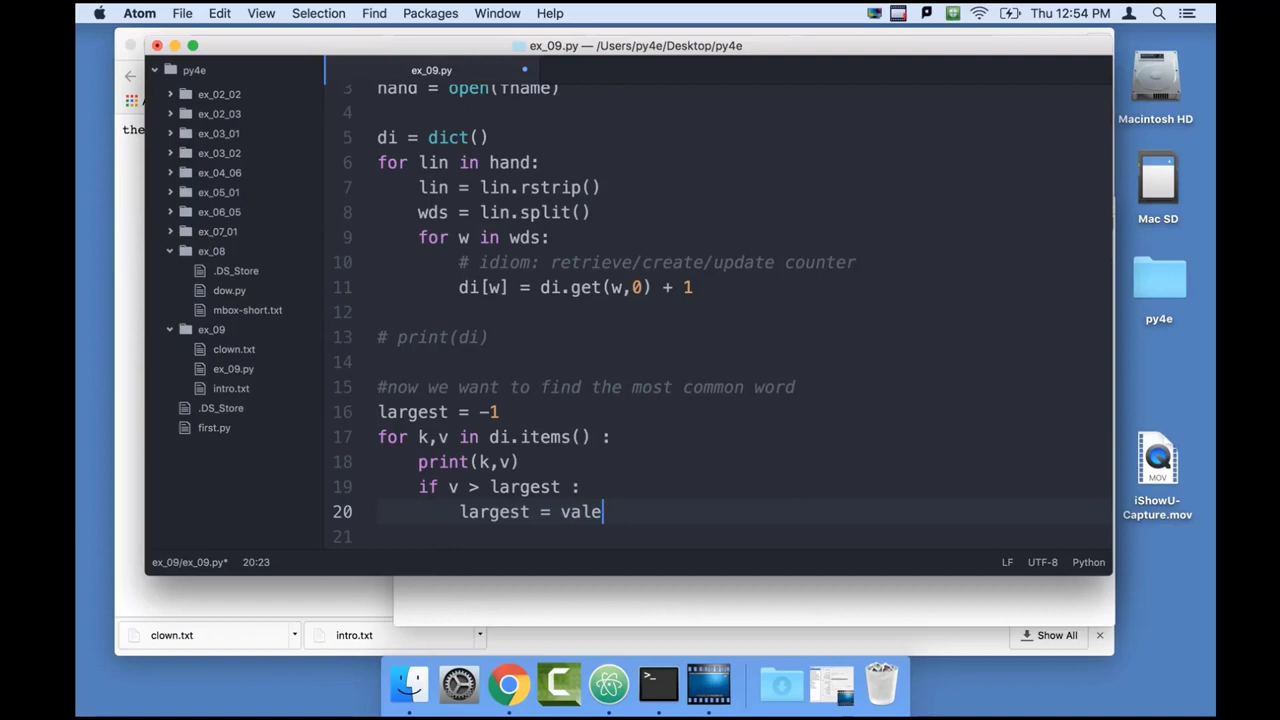 Atom File Edit View Selection Find Packages Window Help Thu 12:54 PM
ex_09.py — /Users/py4e/Desktop/py4e
py4e
ex_09.py
ex_02_02
ex_02_03
ex_03_01
ex_03_02
ex_04_06
ex_05_01
ex_06_05
ex_07_01
ex_08
.DS_Store
dow.py
mbox-short.txt
ex_09
clown.txt
ex_09.py
intro.txt
.DS_Store
first.py
the
3 hand = open(fname)
4
5 di = dict()
6 for lin in hand:
7 lin = lin.rstrip()
8 wds = lin.split()
9 for w in wds:
10 # idiom: retrieve/create/update counter
11 di[w] = di.get(w,0) + 1
12
13 # print(di)
14
15 #now we want to find the most common word
16 largest = -1
17 for k,v in di.items() :
18 print(k,v)
19 if v > largest :
20 largest = vale
21
ex_09/ex_09.py* 20:23 LF UTF-8 Python
clown.txt intro.txt Show All
Macintosh HD
Mac SD
py4e
MOV
iShowU-
Capture.mov